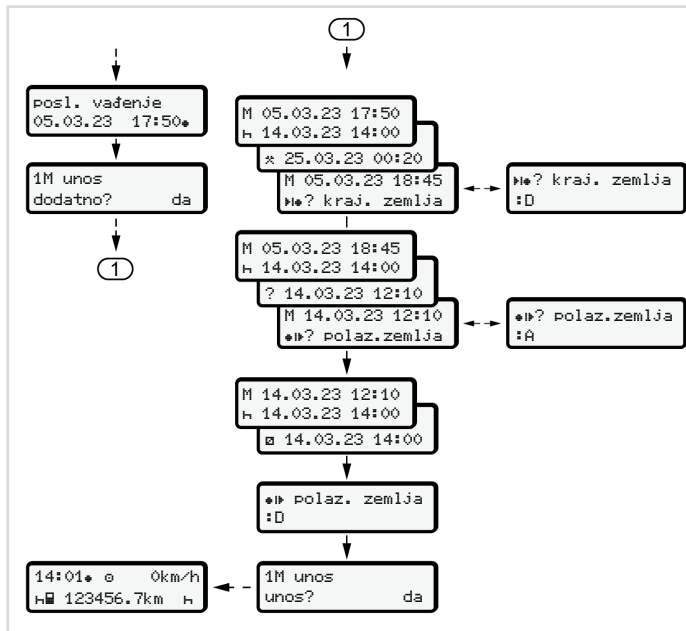 posl. vađenje
05.03.23 17:50●
1M unos
dodatno? da
1
1
M 05.03.23 17:50
h 14.03.23 14:00
⚒ 25.03.23 00:20
M 05.03.23 18:45
▶I●? kraj. zemlja
▶I●? kraj. zemlja
:D
M 05.03.23 18:45
h 14.03.23 14:00
? 14.03.23 12:10
M 14.03.23 12:10
●I▶? polaz.zemlja
●I▶? polaz.zemlja
:A
M 14.03.23 12:10
h 14.03.23 14:00
☑ 14.03.23 14:00
●I▶ polaz. zemlja
:D
1M unos
unos? da
14:01● ⊙ 0km/h
h 123456.7km h